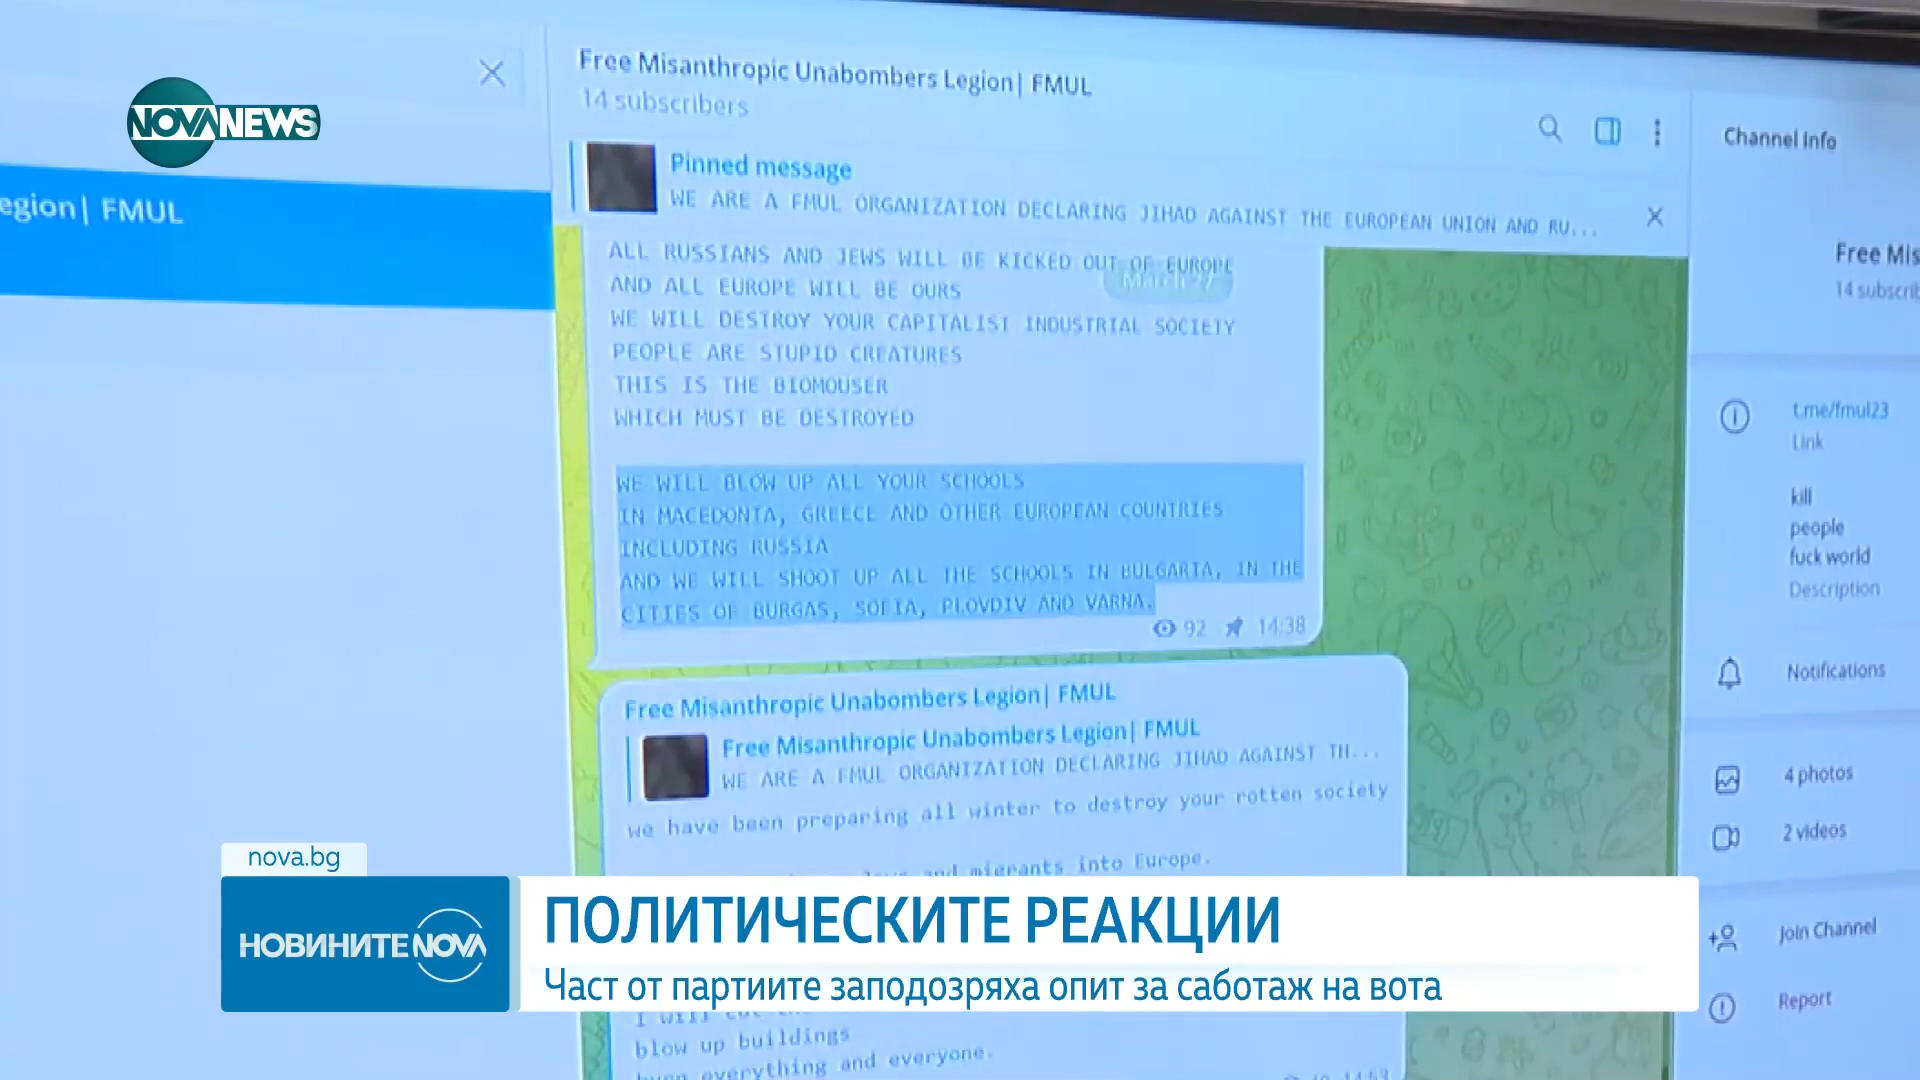 NOVANEWS
egion| FMUL
Free Misanthropic Unabombers Legion| FMUL
14 subscribers
Pinned message
WE ARE A FMUL ORGANIZATION DECLARING JIHAD AGAINST THE EUROPEAN UNION AND RU...
ALL RUSSIANS AND JEWS WILL BE KICKED OUT OF EUROPE
March 27
AND ALL EUROPE WILL BE OURS
WE WILL DESTROY YOUR CAPITALIST INDUSTRIAL SOCIETY
PEOPLE ARE STUPID CREATURES
THIS IS THE BIOMOUSER
WHICH MUST BE DESTROYED
WE WILL BLOW UP ALL YOUR SCHOOLS
IN MACEDONIA, GREECE AND OTHER EUROPEAN COUNTRIES
INCLUDING RUSSIA
AND WE WILL SHOOT UP ALL THE SCHOOLS IN BULGARIA, IN THE
CITIES OF BURGAS, SOFIA, PLOVDIV AND VARNA.
92 14:38
Free Misanthropic Unabombers Legion| FMUL
Free Misanthropic Unabombers Legion| FMUL
WE ARE A FMUL ORGANIZATION DECLARING JIHAD AGAINST TH...
we have been preparing all winter to destroy your rotten society
Jews and migrants into Europe.
I will cut
blow up buildings
everything and everyone.
14:53
Channel Info
Free Mis
14 subscrib
t.me/fmul23
Link
kill
people
fuck world
Description
Notifications
4 photos
2 videos
Join Channel
Report
nova.bg
НОВИНИТЕ NOVA
ПОЛИТИЧЕСКИТЕ РЕАКЦИИ
Част от партиите заподозряха опит за саботаж на вота